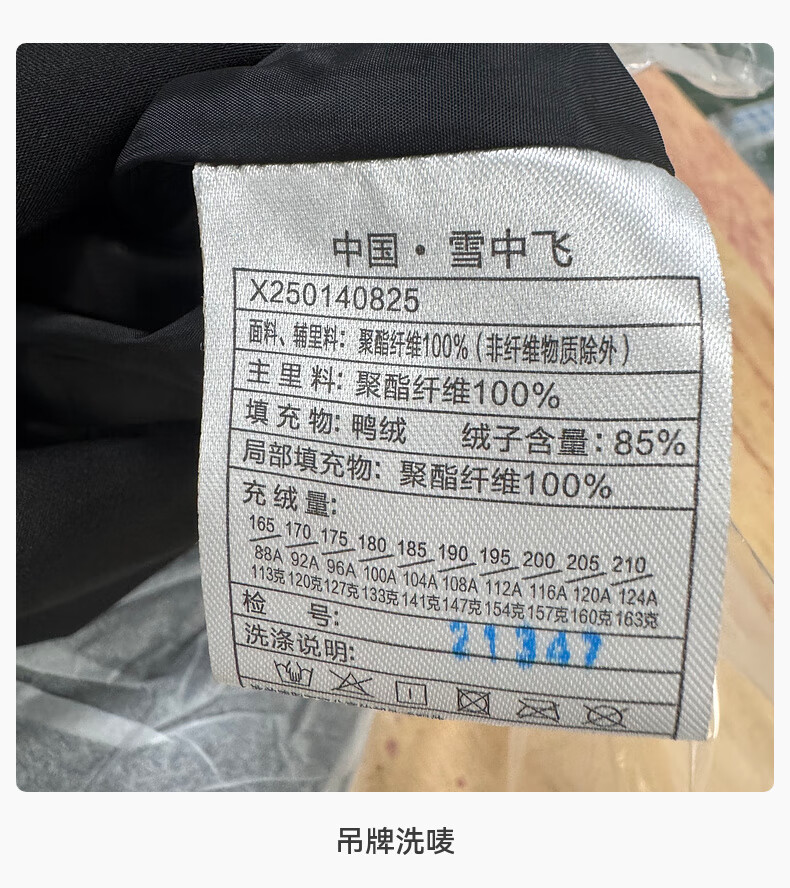 中国·雪中飞
X250140825
面料、辅里料：聚酯纤维100%（非纤维物质除外）
主里料：聚酯纤维100%
填充物：鸭绒 绒子含量：85%
局部填充物：聚酯纤维100%
充绒量：
165 170 175 180 185 190 195 200 205 210
88A 92A 96A 100A 104A 108A 112A 116A 120A 124A
113克 120克 127克 133克 141克 147克 154克 157克 160克 163克
检 号：
21347
洗涤说明：
吊牌洗唛